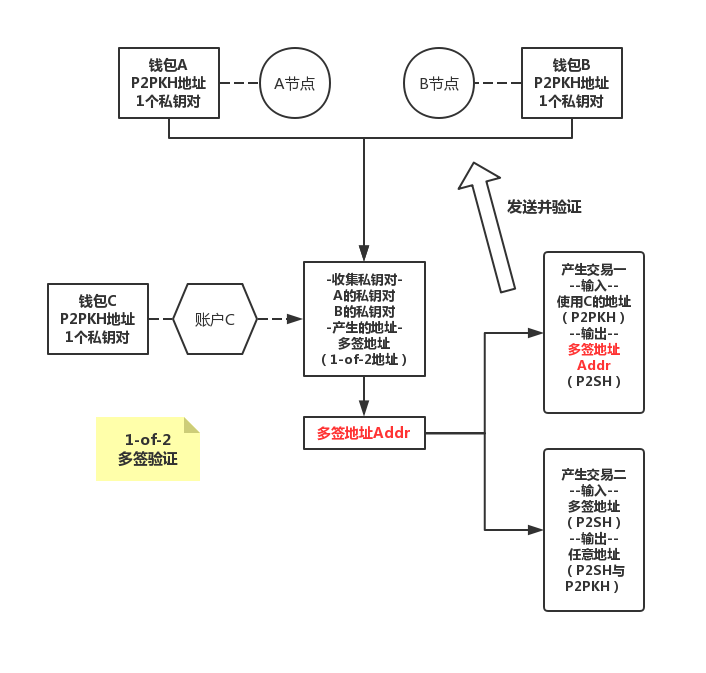 钱包A
P2PKH地址
1个私钥对
A节点
B节点
钱包B
P2PKH地址
1个私钥对
发送并验证
钱包C
P2PKH地址
1个私钥对
账户C
-收集私钥对-
A的私钥对
B的私钥对
-产生的地址-
多签地址
（1-of-2地址）
多签地址Addr
1-of-2
多签验证
产生交易一
--输入--
使用C的地址
（P2PKH）
--输出--
多签地址
Addr
（P2SH）
产生交易二
--输入--
多签地址
（P2SH）
--输出--
任意地址
（P2SH与
P2PKH）